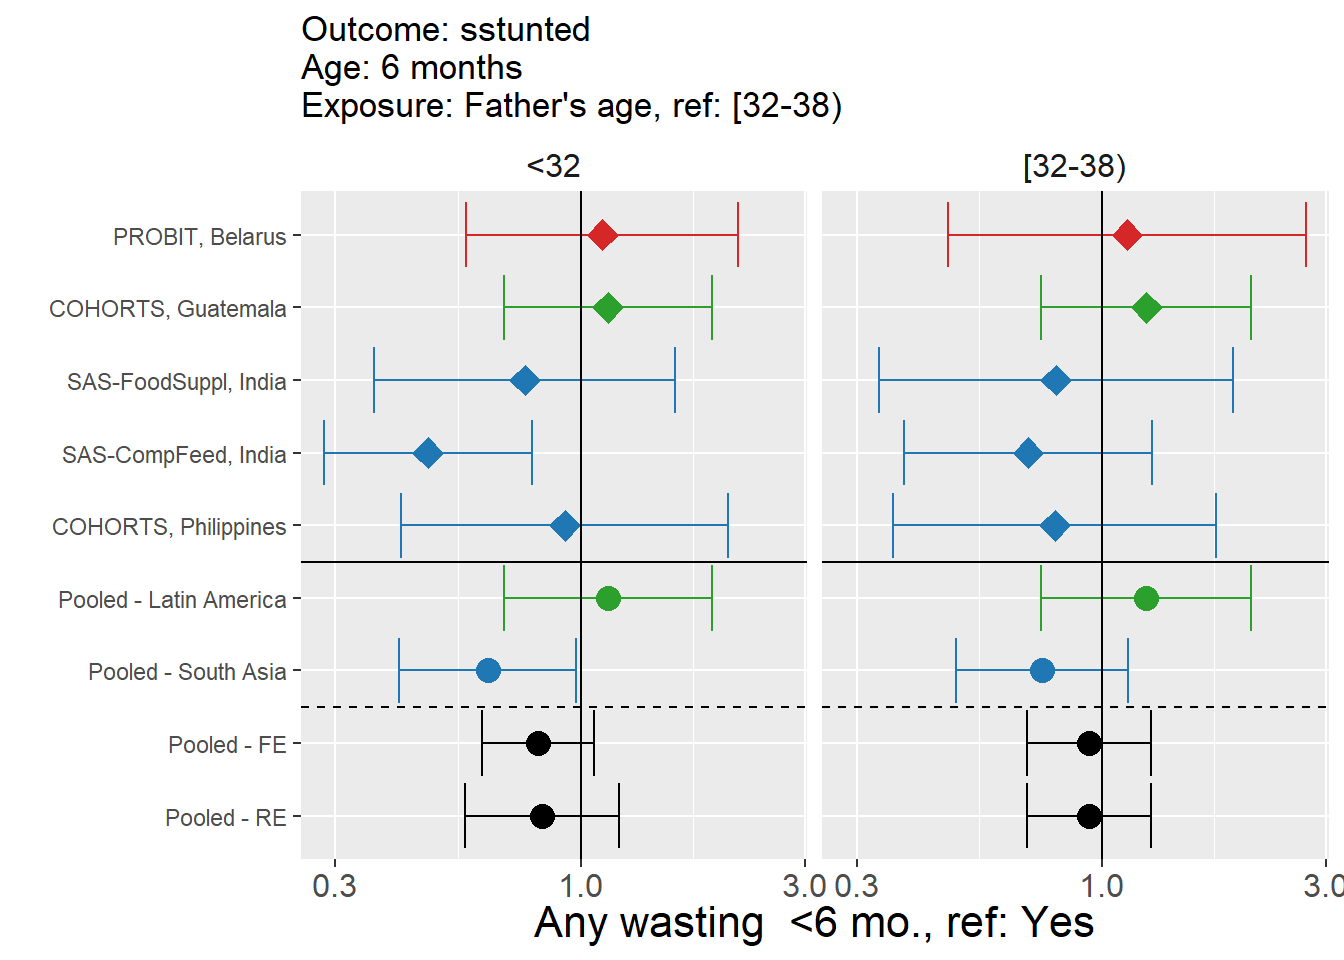 Outcome: sstunted
Age: 6 months
Exposure: Father's age, ref: [32-38)
<32
[32-38)
PROBIT, Belarus
COHORTS, Guatemala
SAS-FoodSuppl, India
SAS-CompFeed, India
COHORTS, Philippines
Pooled - Latin America
Pooled - South Asia
Pooled - FE
Pooled - RE
0.3 1.0 3.0 0.3 1.0 3.0
Any wasting  <6 mo., ref: Yes